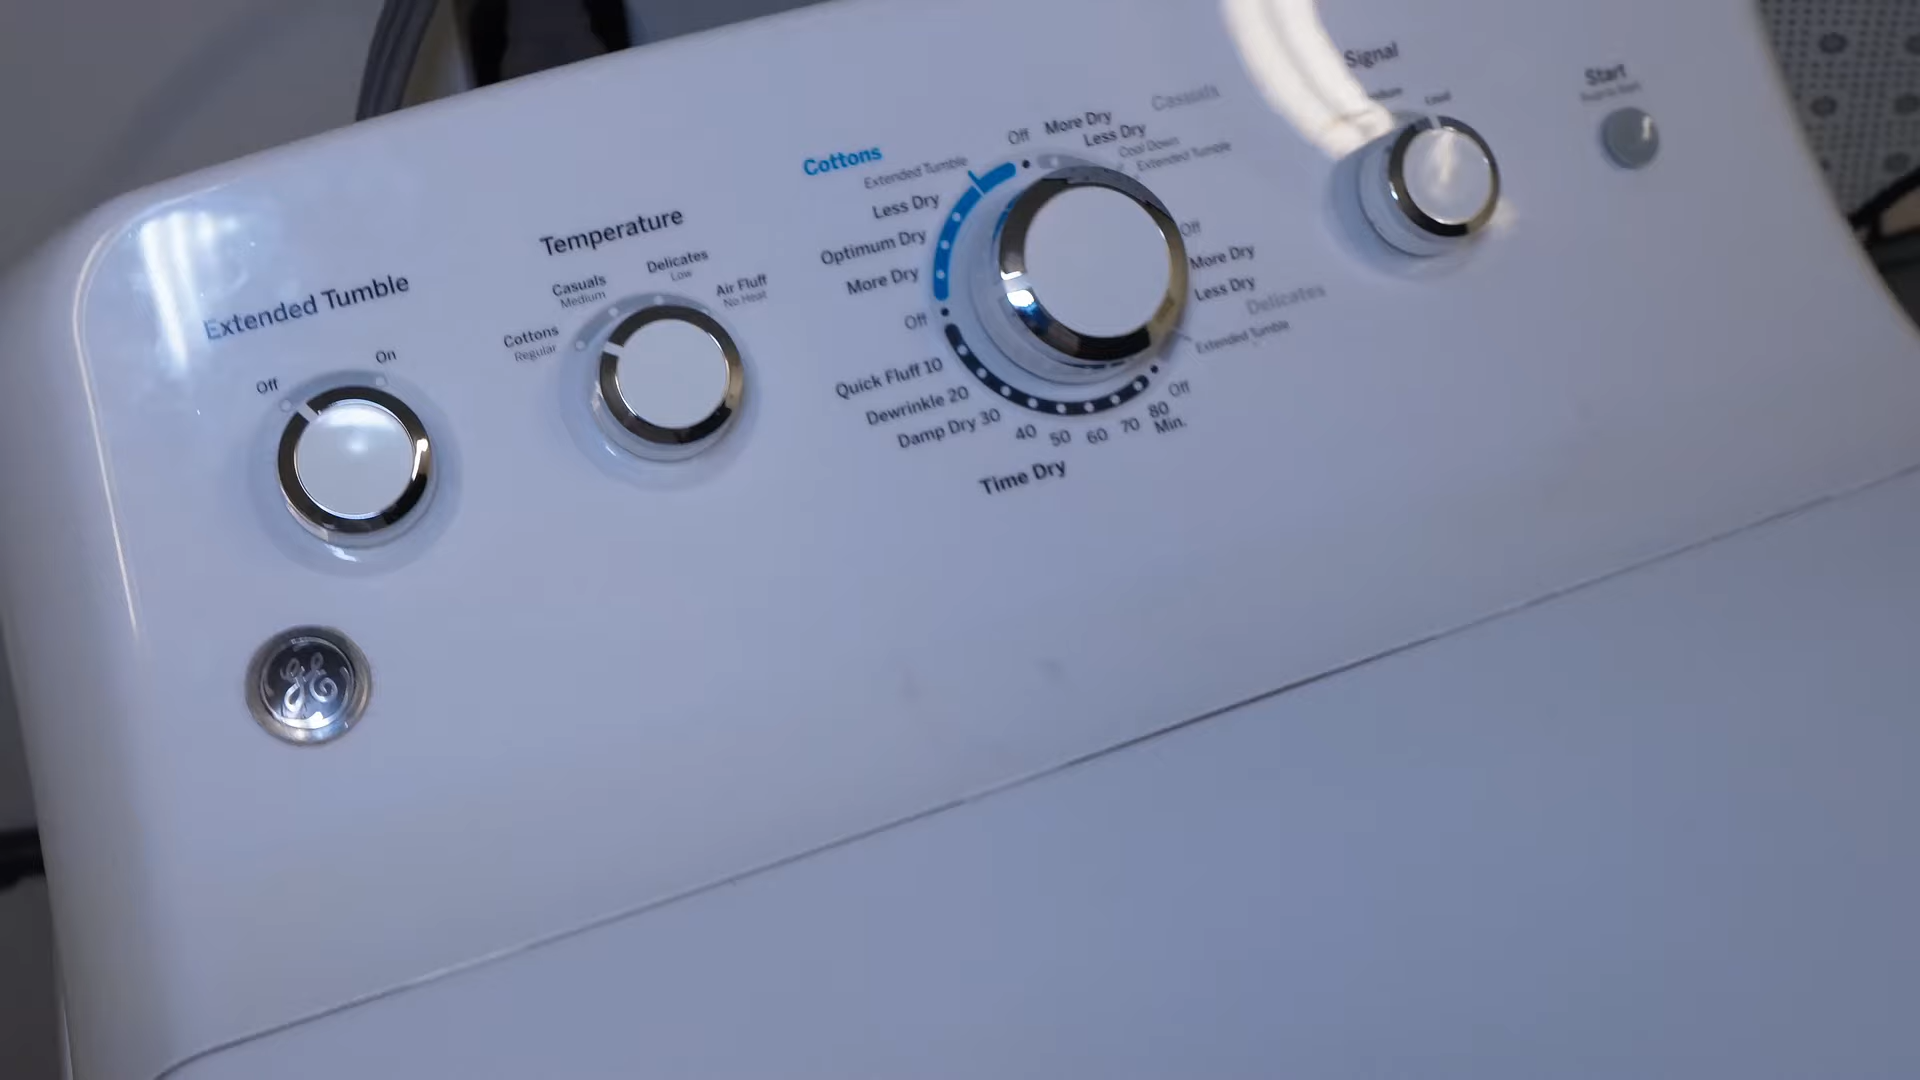 Extended Tumble
Off
On
Temperature
Cottons
Regular
Casuals
Medium
Delicates
Low
Air Fluff
No Heat
Cottons
Extended Tumble
Less Dry
Optimum Dry
More Dry
Off
Quick Fluff 10
Dewrinkle 20
Damp Dry 30
40
50
60
70
80
Min.
Off
Time Dry
Off
More Dry
Less Dry
Casuals
Cool Down
Extended Tumble
Off
More Dry
Less Dry
Delicates
Extended Tumble
Signal
Loud
Start
GE